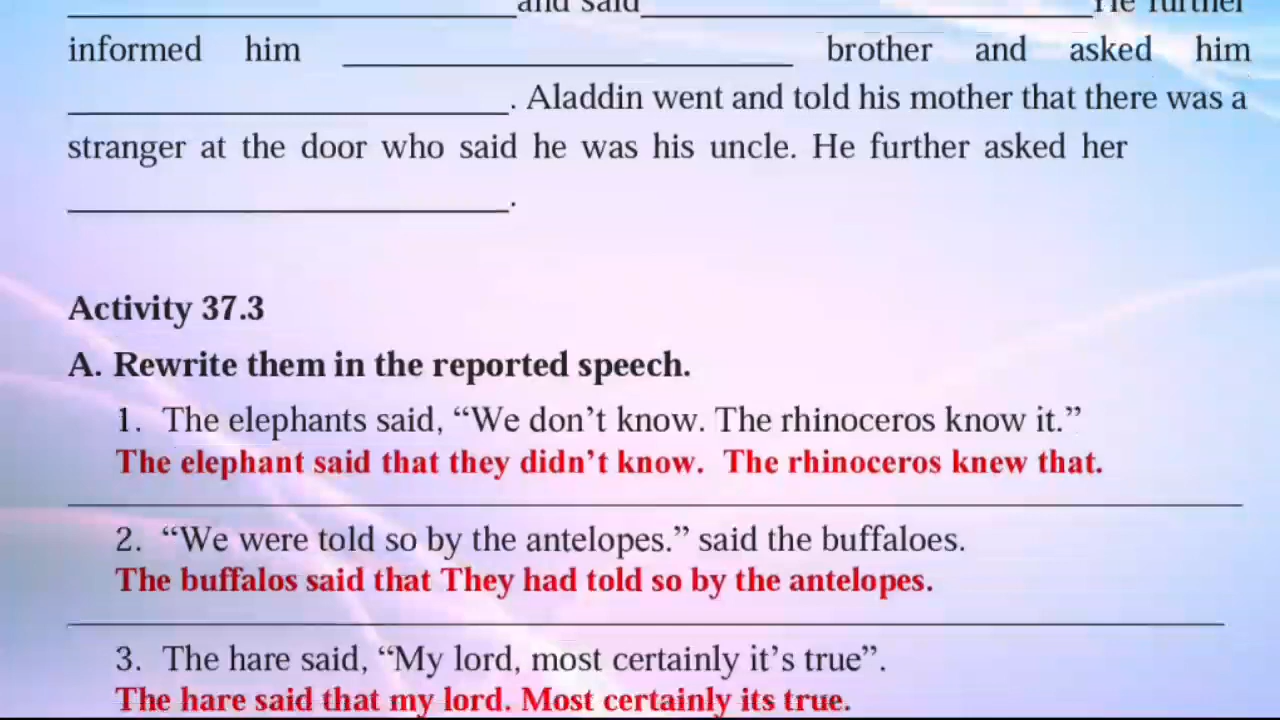 ____________________and said____________________He further
informed him ____________________ brother and asked him
____________________. Aladdin went and told his mother that there was a
stranger at the door who said he was his uncle. He further asked her
____________________.
Activity 37.3
A. Rewrite them in the reported speech.
1. The elephants said, “We don’t know. The rhinoceros know it.”
The elephant said that they didn’t know. The rhinoceros knew that.
2. “We were told so by the antelopes.” said the buffaloes.
The buffalos said that They had told so by the antelopes.
3. The hare said, “My lord, most certainly it’s true”.
The hare said that my lord. Most certainly its true.